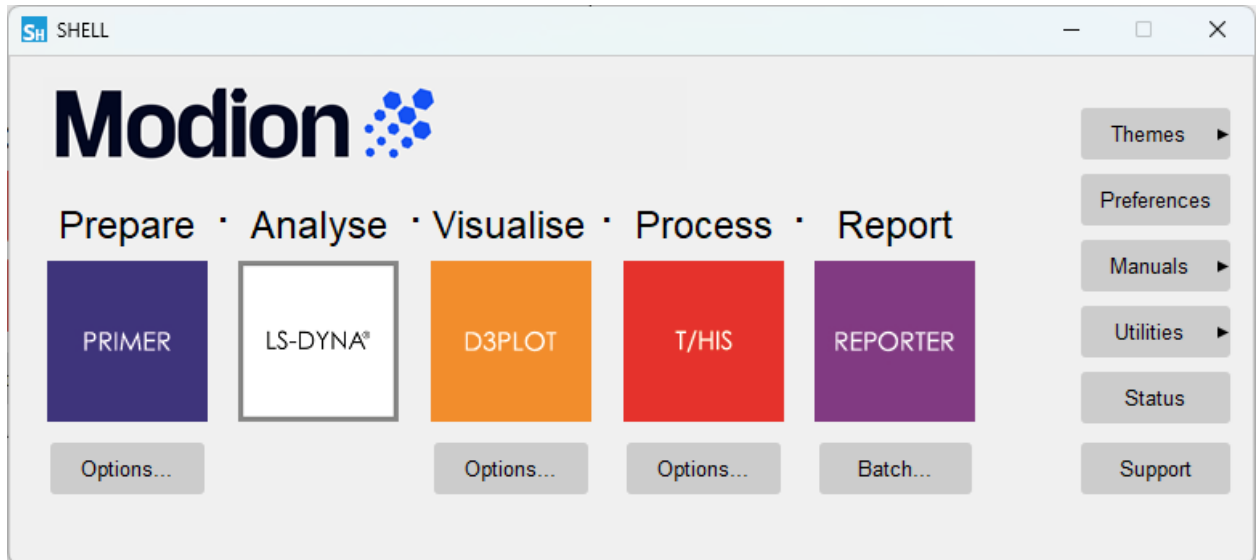 SH SHELL
Modion
Prepare · Analyse · Visualise · Process · Report
PRIMER LS-DYNA® D3PLOT T/HIS REPORTER
Options... Options... Options... Batch...
Themes
Preferences
Manuals
Utilities
Status
Support